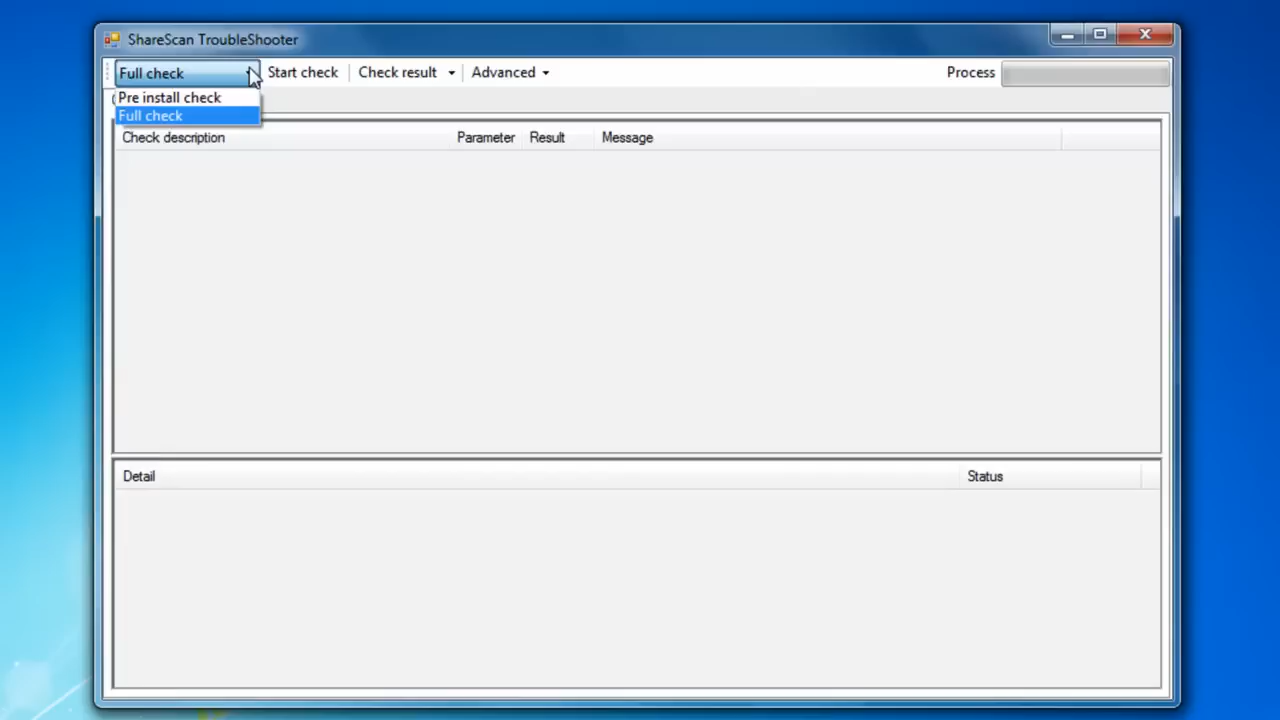 ShareScan TroubleShooter
Full check Start check Check result Advanced Process
Pre install check
Full check
Check description Parameter Result Message
Detail Status